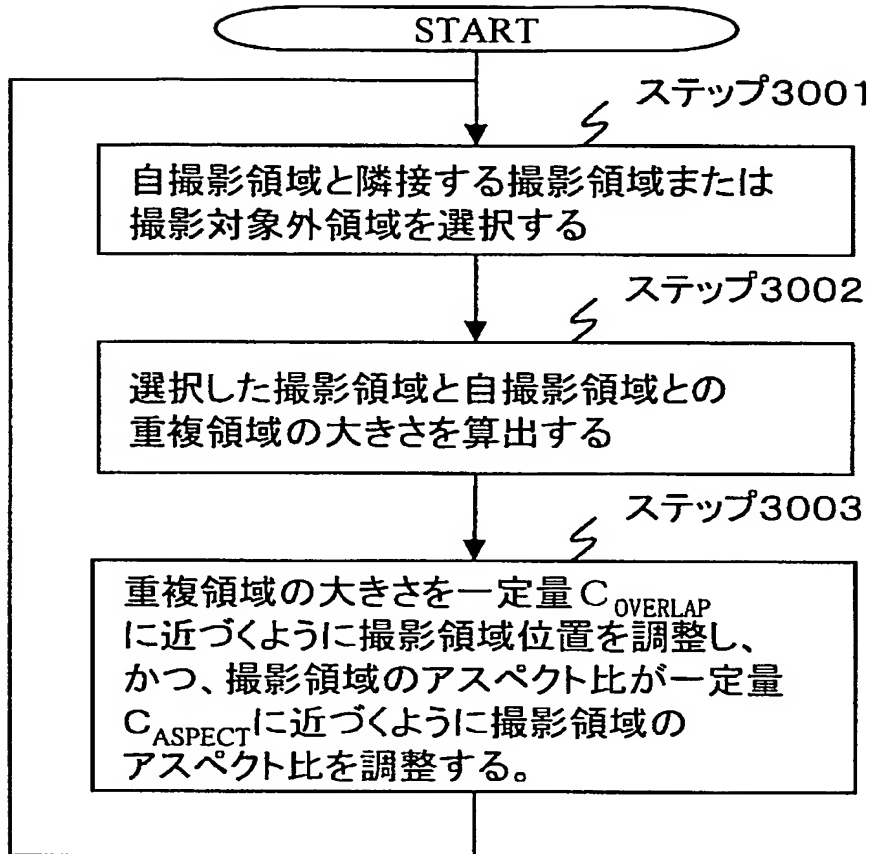 START
ステップ3001
自撮影領域と隣接する撮影領域または
撮影対象外領域を選択する
ステップ3002
選択した撮影領域と自撮影領域との
重複領域の大きさを算出する
ステップ3003
重複領域の大きさを一定量COVERLAP
に近づくように撮影領域位置を調整し、
かつ、撮影領域のアスペクト比が一定量
CASPECTに近づくように撮影領域の
アスペクト比を調整する。